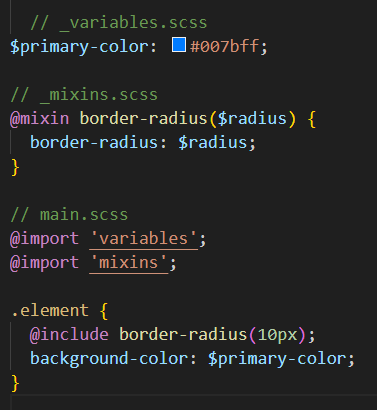 // _variables.scss
$primary-color: #007bff;
// _mixins.scss
@mixin border-radius($radius) {
border-radius: $radius;
}
// main.scss
@import 'variables';
@import 'mixins';
.element {
@include border-radius(10px);
background-color: $primary-color;
}